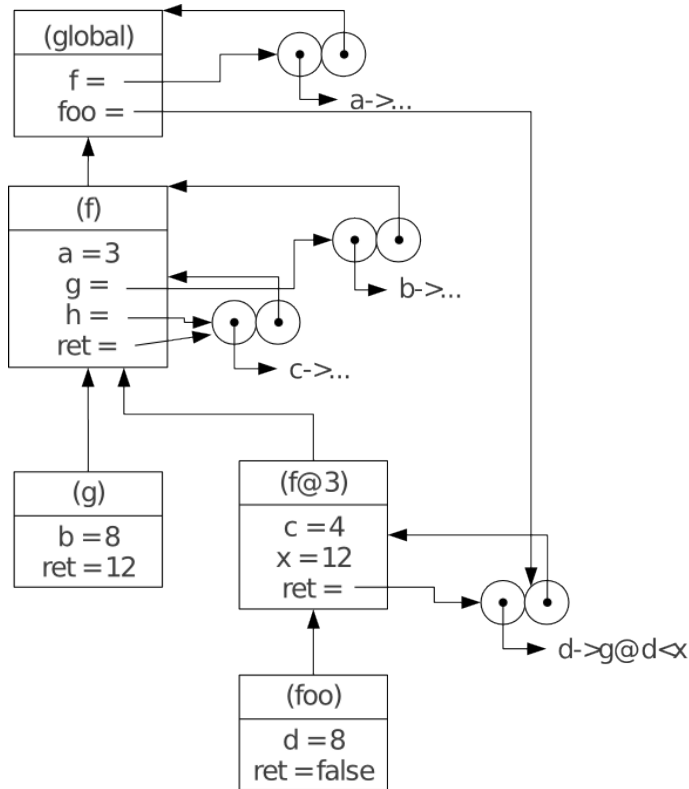 (global)
f =
foo =
a->...
(f)
a = 3
g =
h =
ret =
b->...
c->...
(g)
b = 8
ret = 12
(f@3)
c = 4
x = 12
ret =
d->g@d<x
(foo)
d = 8
ret = false